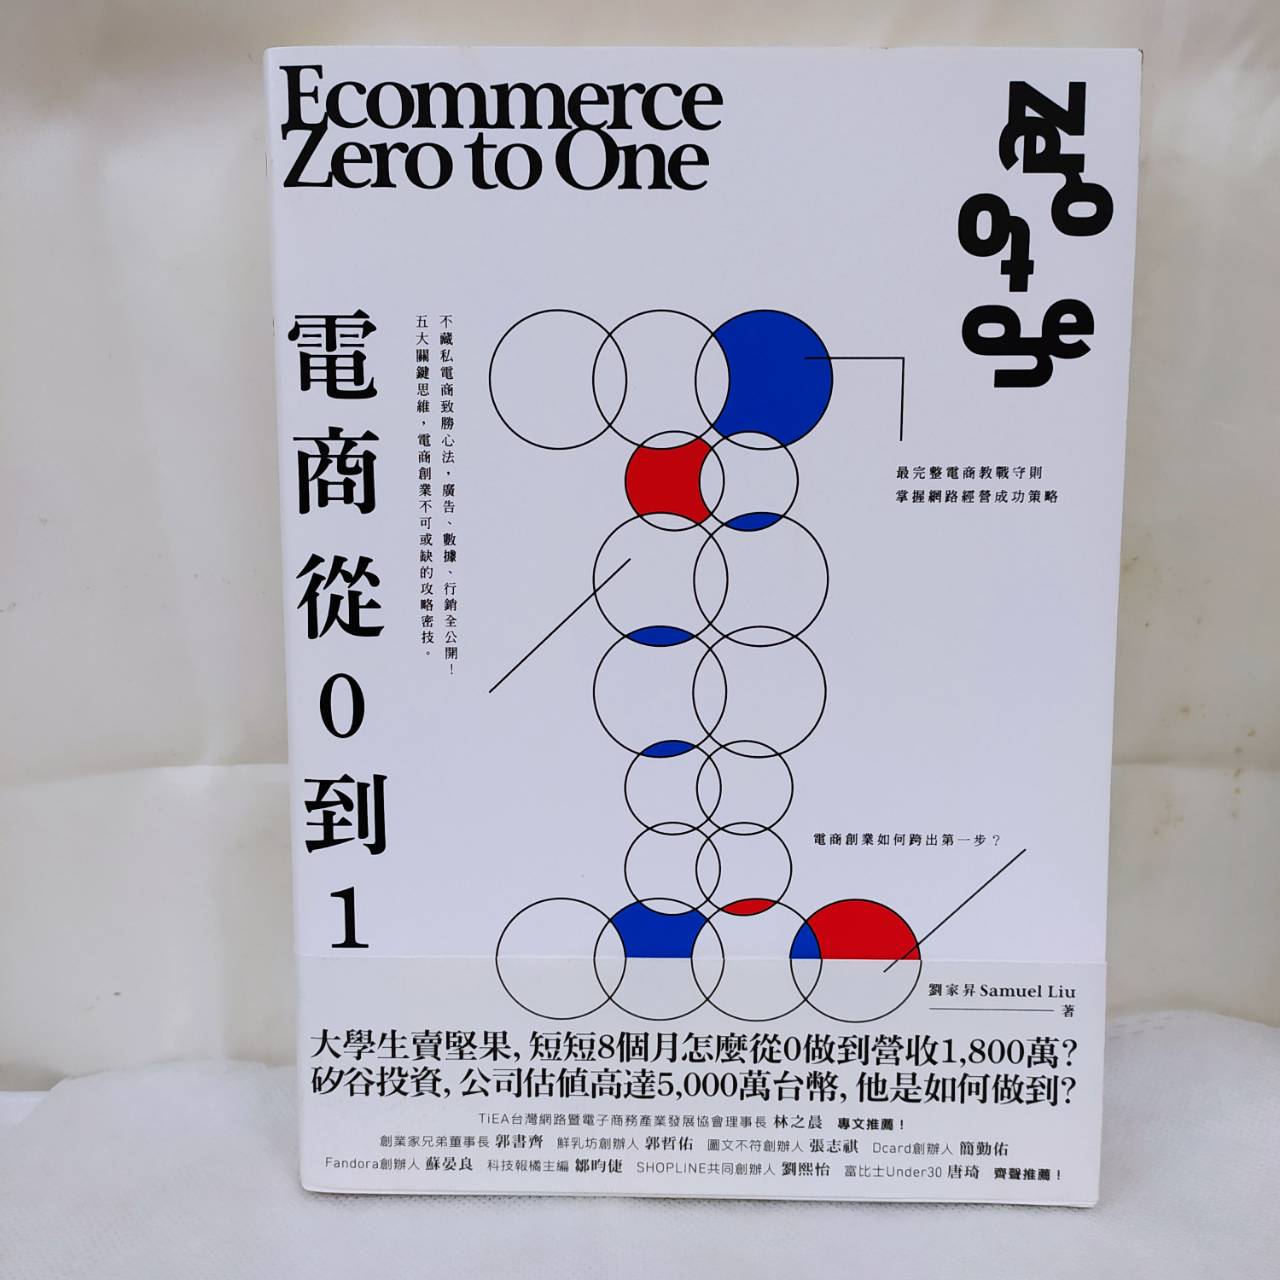 Ecommerce
Zero to One
zero
to
one
電商從0到1
不藏私電商致勝心法，廣告、數據、行銷全公開！
五大關鍵思維，電商創業不可或缺的攻略密技。
最完整電商教戰守則
掌握網路經營成功策略
電商創業如何跨出第一步？
劉家昇 Samuel Liu
著
大學生賣堅果, 短短8個月怎麼從0做到營收1,800萬?
矽谷投資, 公司估值高達5,000萬台幣, 他是如何做到?
TiEA台灣網路暨電子商務產業發展協會理事長 林之晨 專文推薦！
創業家兄弟董事長 郭書齊 鮮乳坊創辦人 郭哲佑 圖文不符創辦人 張志祺 Dcard創辦人 簡勤佑
Fandora創辦人 蘇晏良 科技報橘主編 鄒昀倢 SHOPLINE共同創辦人 劉熙怡 富比士Under30 唐琦 齊聲推薦！